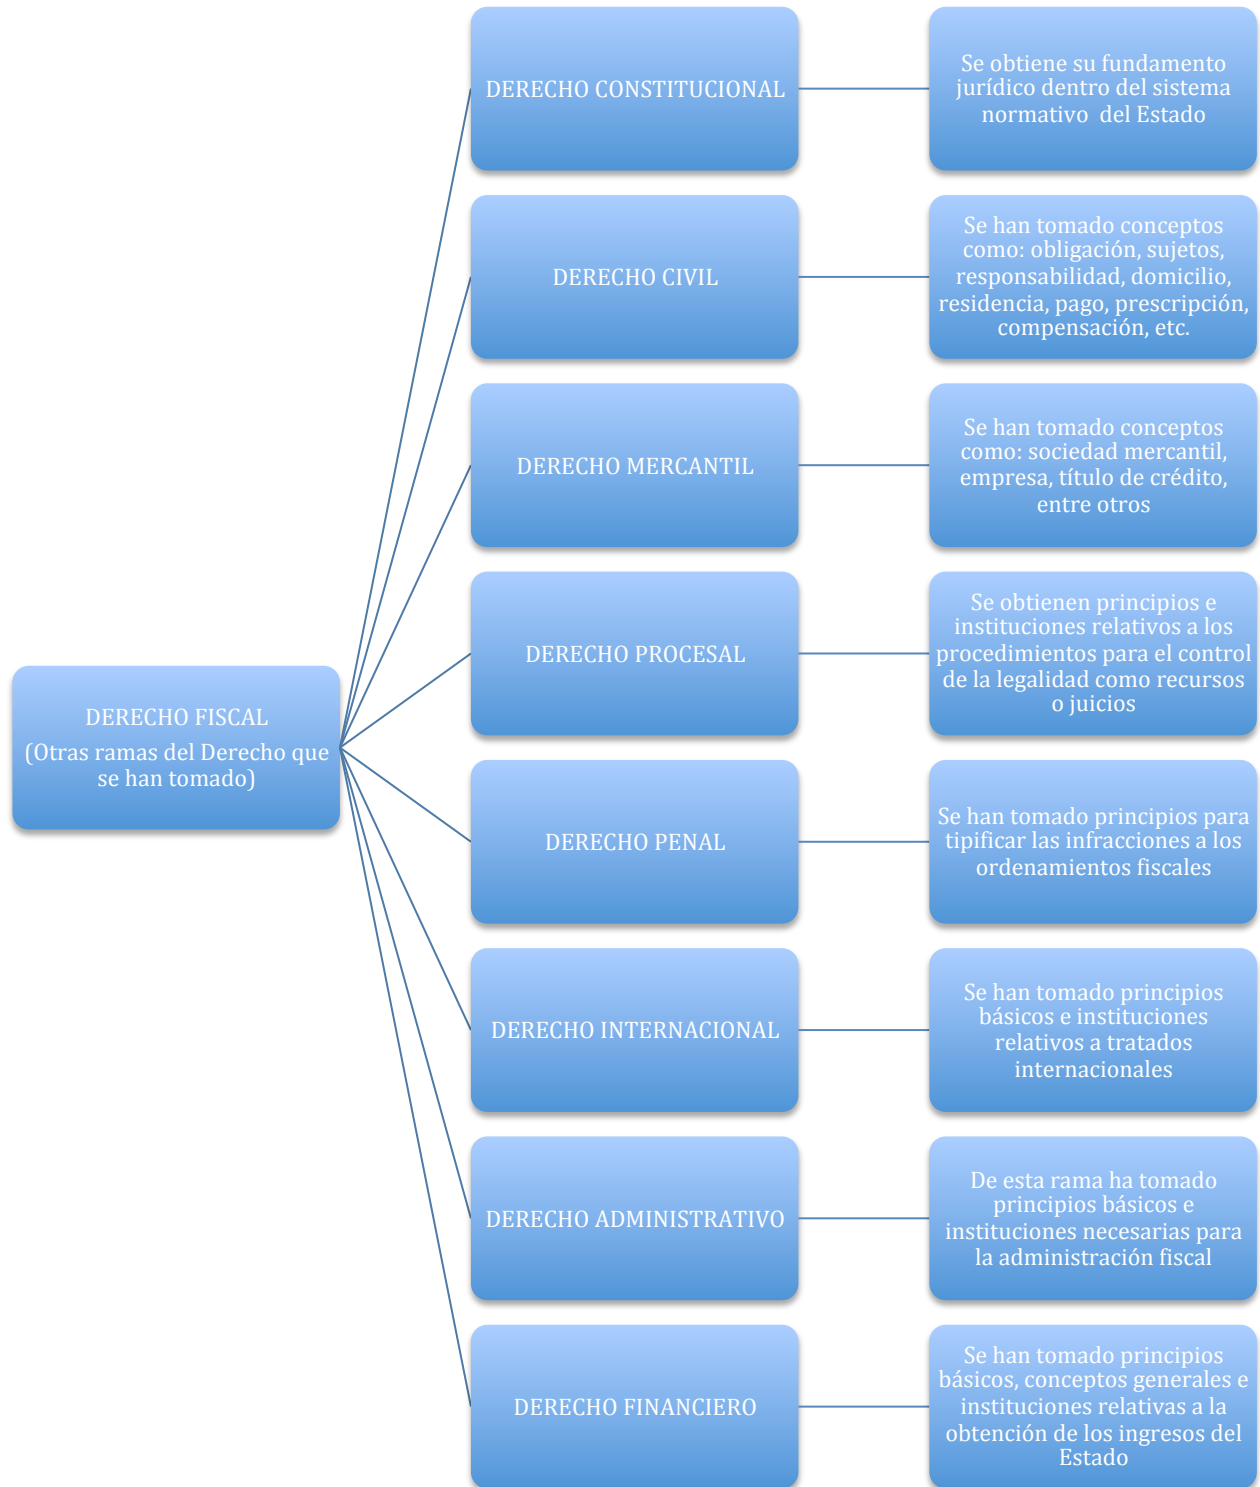 DERECHO FISCAL
(Otras ramas del Derecho que
se han tomado)
DERECHO CONSTITUCIONAL
Se obtiene su fundamento
jurídico dentro del sistema
normativo del Estado
DERECHO CIVIL
Se han tomado conceptos
como: obligación, sujetos,
responsabilidad, domicilio,
residencia, pago, prescripción,
compensación, etc.
DERECHO MERCANTIL
Se han tomado conceptos
como: sociedad mercantil,
empresa, título de crédito,
entre otros
DERECHO PROCESAL
Se obtienen principios e
instituciones relativos a los
procedimientos para el control
de la legalidad como recursos
o juicios
DERECHO PENAL
Se han tomado principios para
tipificar las infracciones a los
ordenamientos fiscales
DERECHO INTERNACIONAL
Se han tomado principios
básicos e instituciones
relativos a tratados
internacionales
DERECHO ADMINISTRATIVO
De esta rama ha tomado
principios básicos e
instituciones necesarias para
la administración fiscal
DERECHO FINANCIERO
Se han tomado principios
básicos, conceptos generales e
instituciones relativas a la
obtención de los ingresos del
Estado